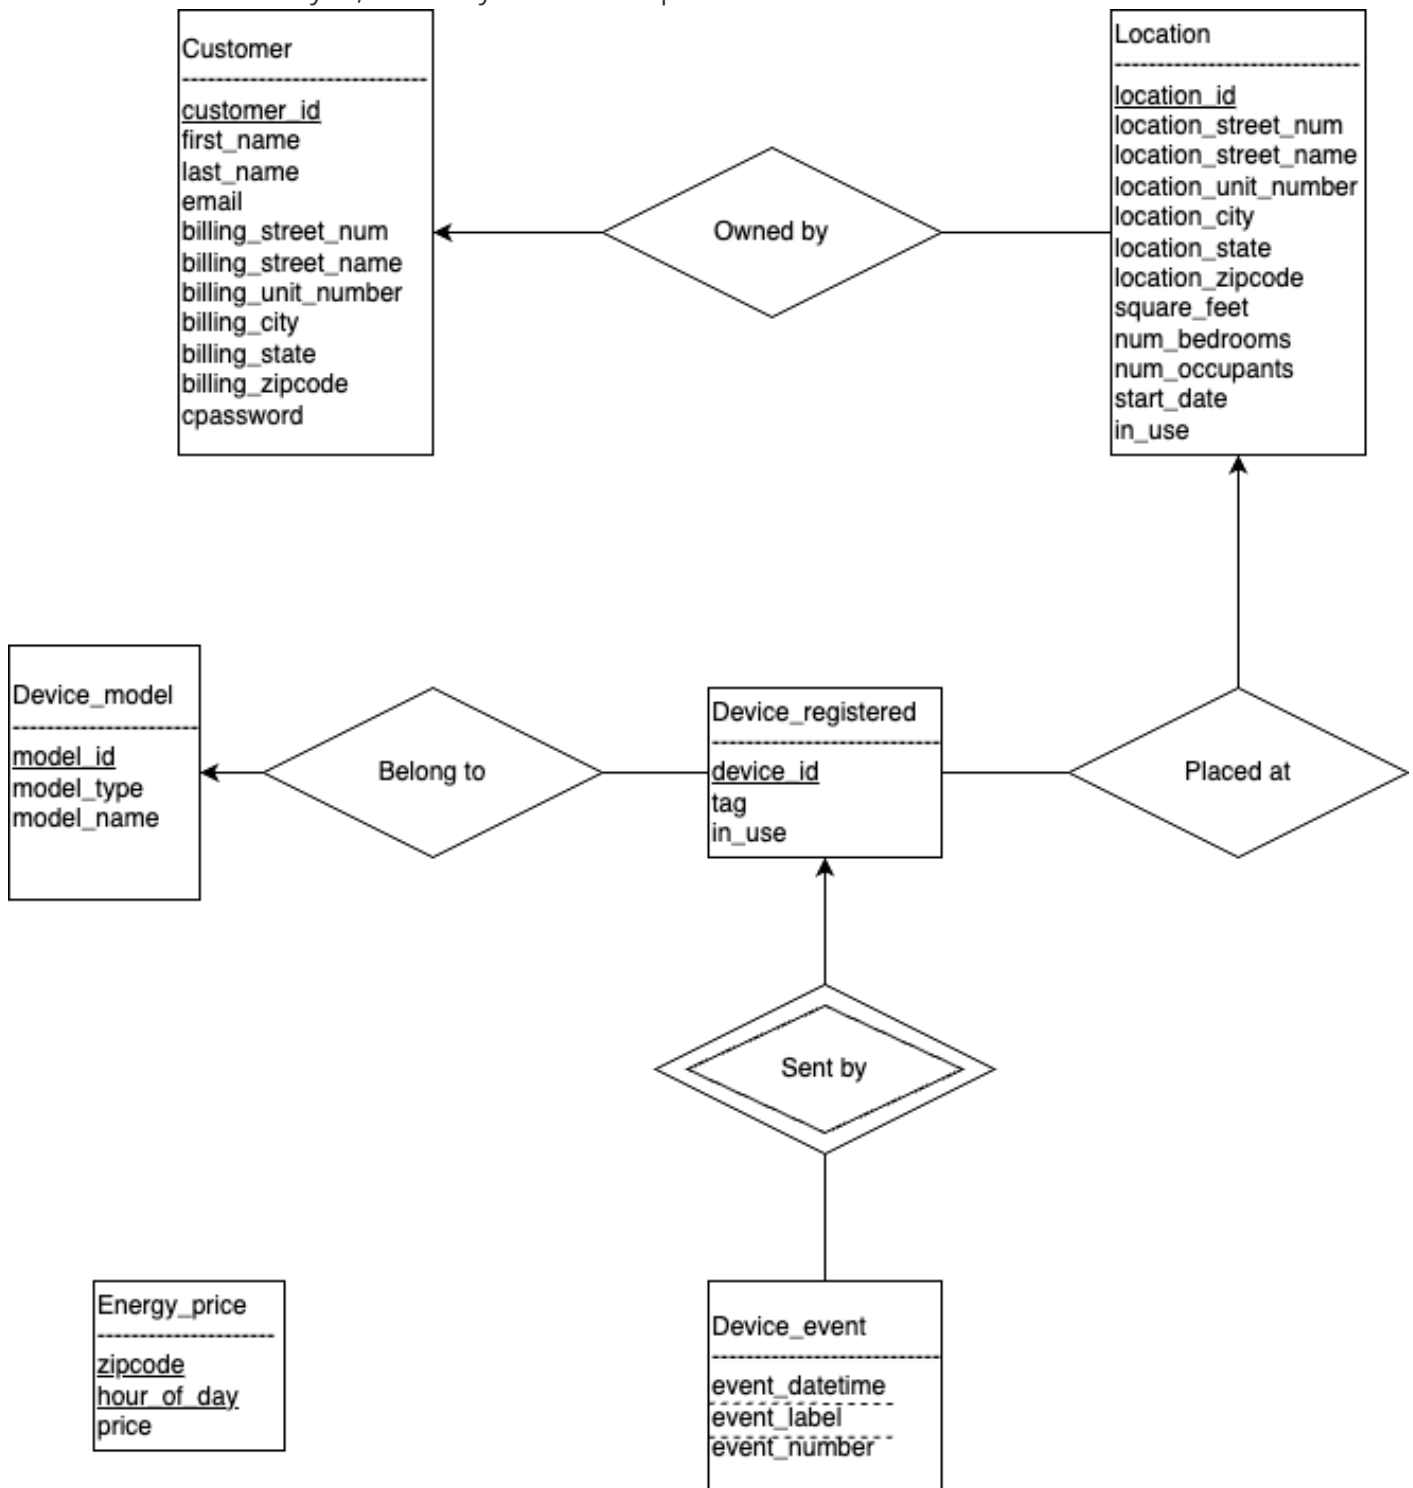 Customer
customer_id
first_name
last_name
email
billing_street_num
billing_street_name
billing_unit_number
billing_city
billing_state
billing_zipcode
cpassword
Owned by
Location
location_id
location_street_num
location_street_name
location_unit_number
location_city
location_state
location_zipcode
square_feet
num_bedrooms
num_occupants
start_date
in_use
Device_model
model_id
model_type
model_name
Belong to
Device_registered
device_id
tag
in_use
Placed at
Sent by
Energy_price
zipcode
hour_of_day
price
Device_event
event_datetime
event_label
event_number